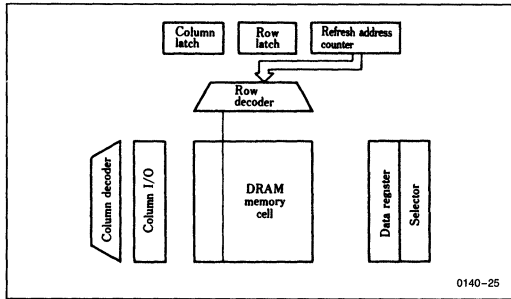 Column
latch
Row
latch
Refresh address
counter
Row
decoder
Column decoder
Column I/O
DRAM
memory
cell
Data register
Selector
0140-25